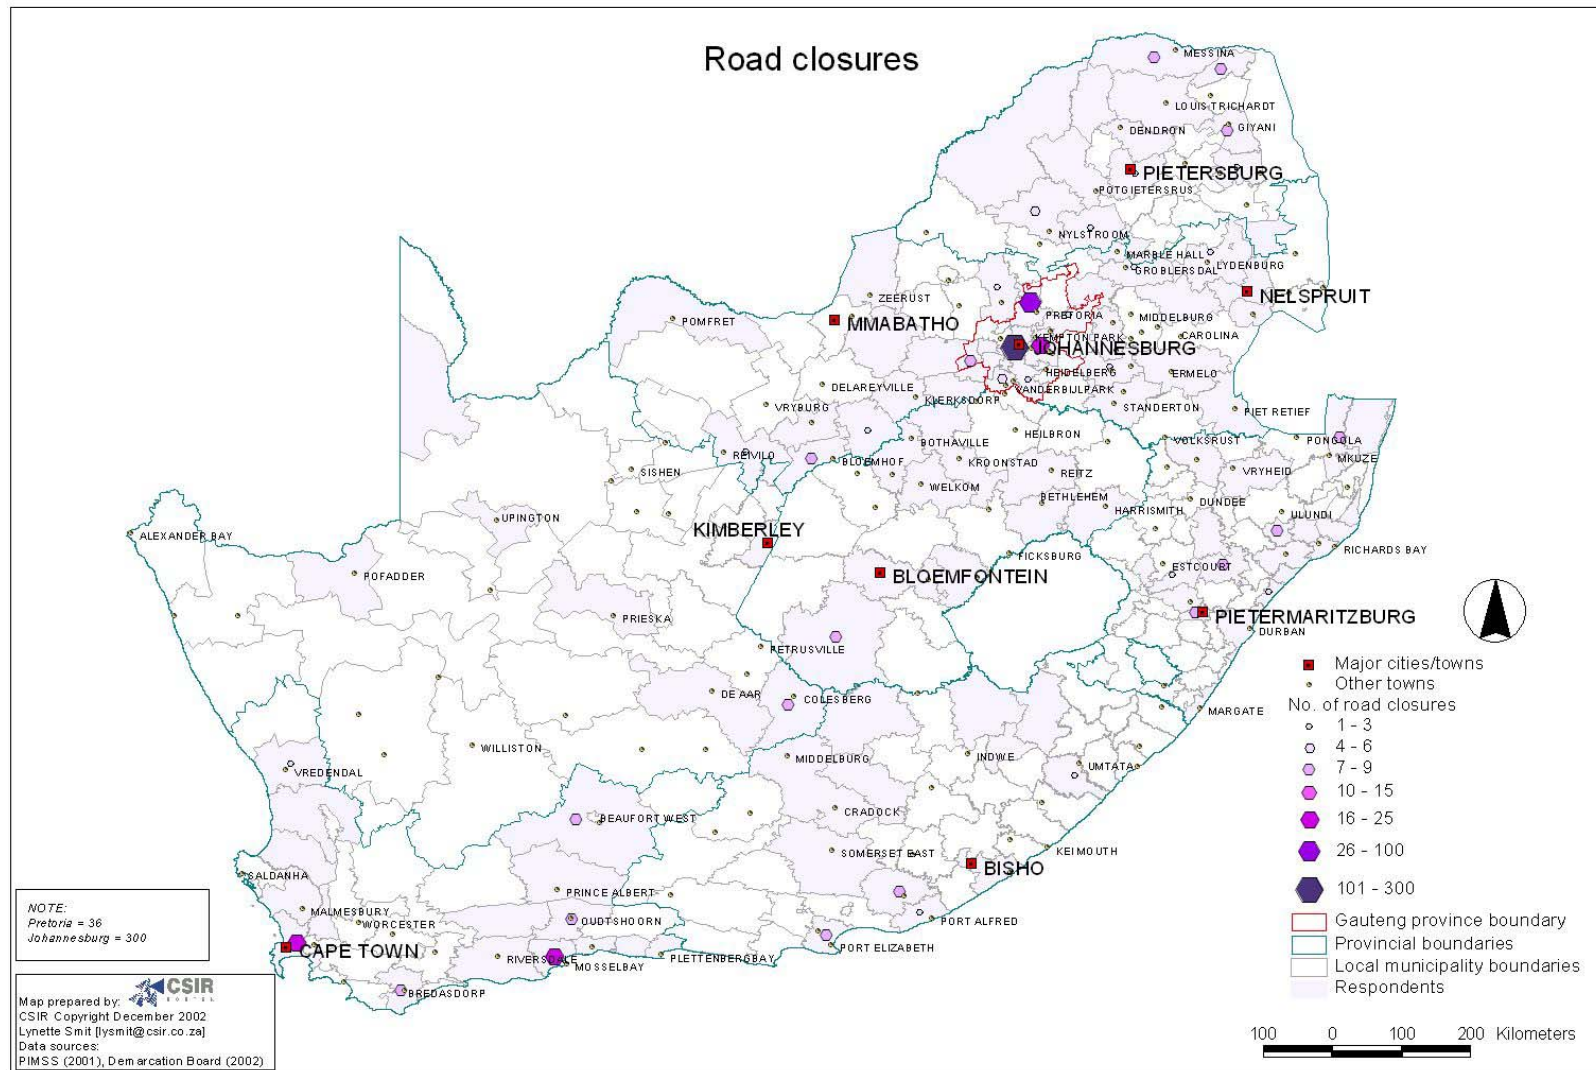 Road closures
MESSINA
LOUIS TRICHARDT
DENDRON
GIYANI
PIETERSBURG
POTGIETERSRUS
NYLSTROOM
MARBLE HALL
GROBLERSDAL
LYDENBURG
ZEERUST
NELSPRUIT
POMFRET
MMABATHO
PRETORIA
MIDDELBURG
KEMPTON PARK
CAROLINA
JOHANNESBURG
HEIDELBERG
ERMELO
DELAREYVILLE
VANDERBIJLPARK
KLERKSDORP
VRYBURG
STANDERTON
PIET RETIEF
HEILBRON
BOTHAVILLE
VOLKSRUST
PONGOLA
REIVILO
BLOEMHOF
KROONSTAD
MKUZE
SISHEN
REITZ
VRYHEID
WELKOM
BETHLEHEM
DUNDEE
HARRISMITH
ULUNDI
UPINGTON
KIMBERLEY
ALEXANDER BAY
RICHARDS BAY
FICKSBURG
POFADDER
BLOEMFONTEIN
ESTCOURT
PRIESKA
PIETERMARITZBURG
DURBAN
PETRUSVILLE
DE AAR
COLESBERG
MARGATE
WILLISTON
MIDDELBURG
INDWE
UMTATA
VREDENDAL
BEAUFORT WEST
CRADOCK
SOMERSET EAST
KEI MOUTH
BISHO
SALDANHA
PRINCE ALBERT
MALMESBURY
WORCESTER
OUDTSHOORN
PORT ALFRED
CAPE TOWN
PORT ELIZABETH
RIVERSDALE
MOSSELBAY
PLETTENBERGBAY
BREDASDORP
Major cities/towns
Other towns
No. of road closures
1 - 3
4 - 6
7 - 9
10 - 15
16 - 25
26 - 100
101 - 300
Gauteng province boundary
Provincial boundaries
Local municipality boundaries
Respondents
100 0 100 200 Kilometers
NOTE:
Pretoria = 36
Johannesburg = 300
Map prepared by: CSIR
CSIR Copyright December 2002
Lynette Smit [lysmit@csir.co.za]
Data sources:
PIMSS (2001), Demarcation Board (2002)